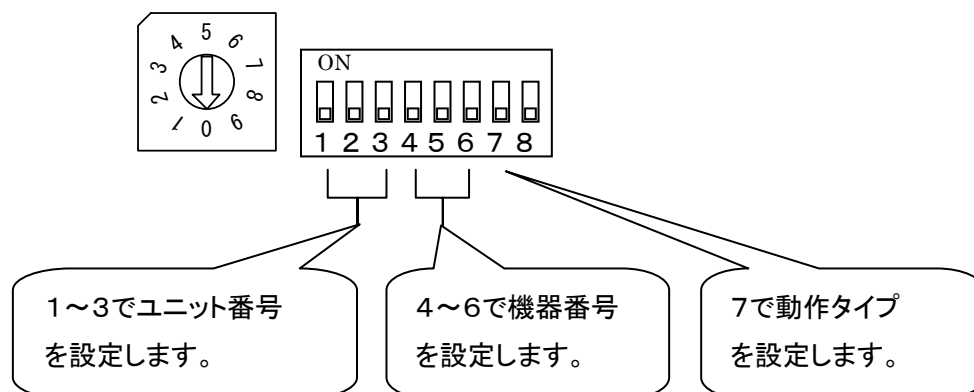 0 1 2 3 4 5 6 7 8 9
ON
1 2 3 4 5 6 7 8
1～3でユニット番号
を設定します。
4～6で機器番号
を設定します。
7で動作タイプ
を設定します。